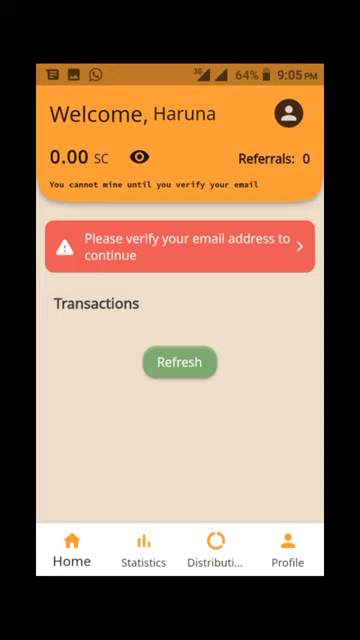 3G 64% 9:05 PM
Welcome, Haruna
0.00 SC Referrals: 0
You cannot mine until you verify your email
Please verify your email address to
continue
Transactions
Refresh
Home Statistics Distributi... Profile